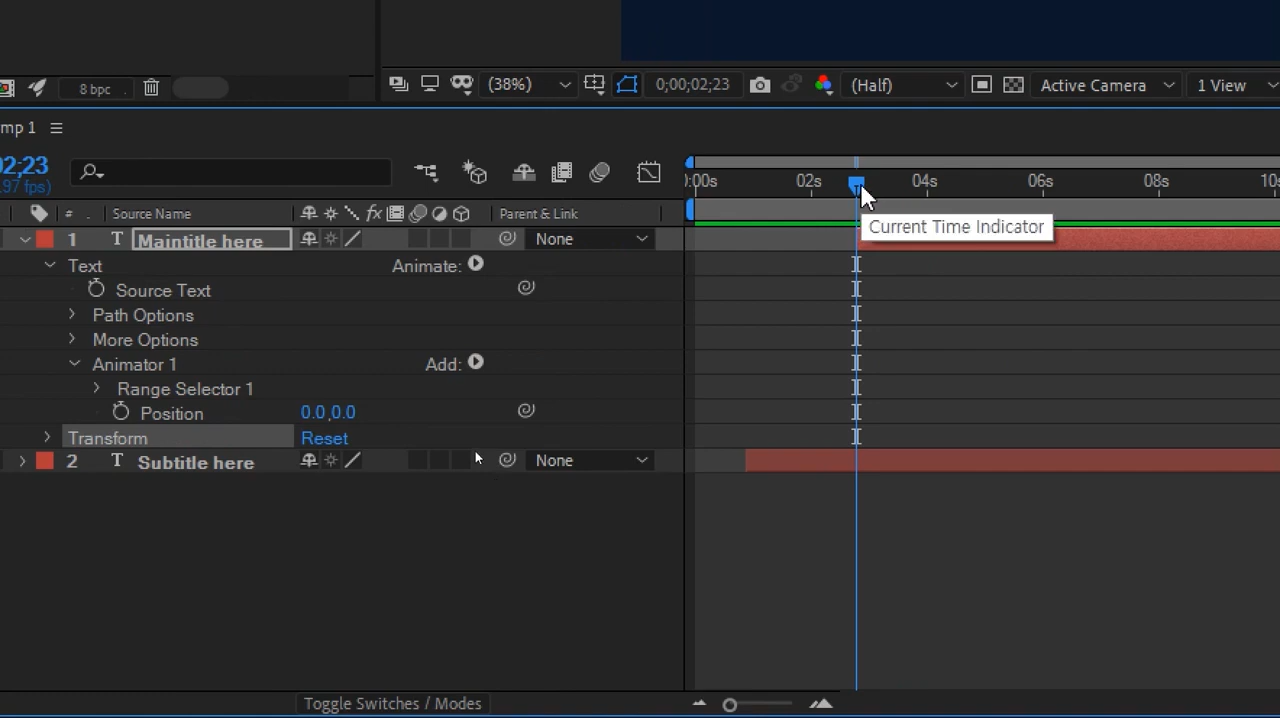 8 bpc
(38%)
0;00;02;23
(Half)
Active Camera
1 View
mp 1
02;23
97 fps)
:00s
02s
04s
06s
08s
10s
# Source Name
fx
Parent & Link
Current Time Indicator
1 T Maintitle here
None
Text
Animate:
Source Text
Path Options
More Options
Animator 1
Add:
Range Selector 1
Position
0.0,0.0
Transform
Reset
2 T Subtitle here
None
Toggle Switches / Modes